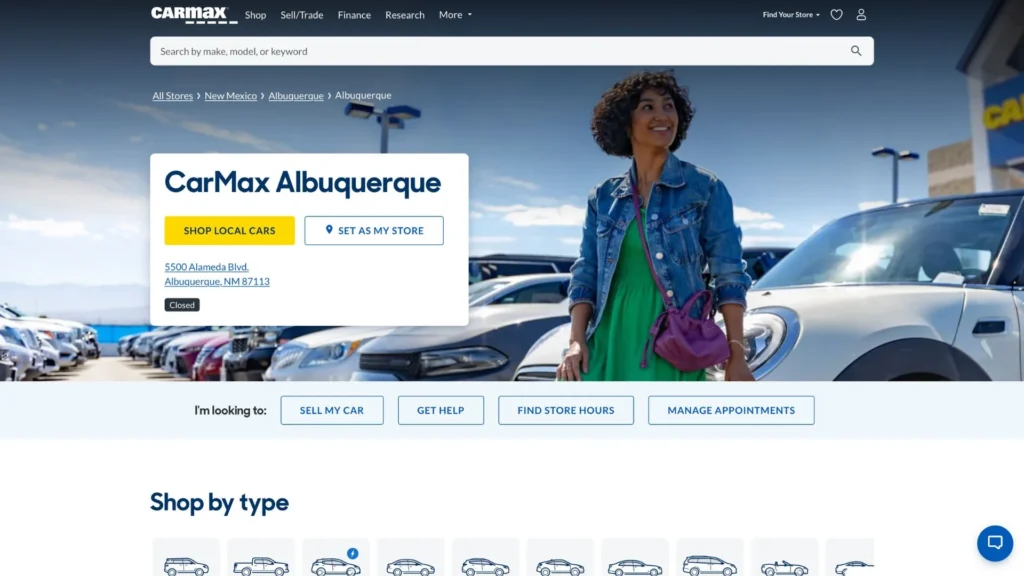 CARMAX
Shop
Sell/Trade
Finance
Research
More
Find Your Store
Search by make, model, or keyword
All Stores › New Mexico › Albuquerque › Albuquerque
CarMax Albuquerque
SHOP LOCAL CARS
SET AS MY STORE
5500 Alameda Blvd.
Albuquerque, NM 87113
Closed
I'm looking to:
SELL MY CAR
GET HELP
FIND STORE HOURS
MANAGE APPOINTMENTS
Shop by type